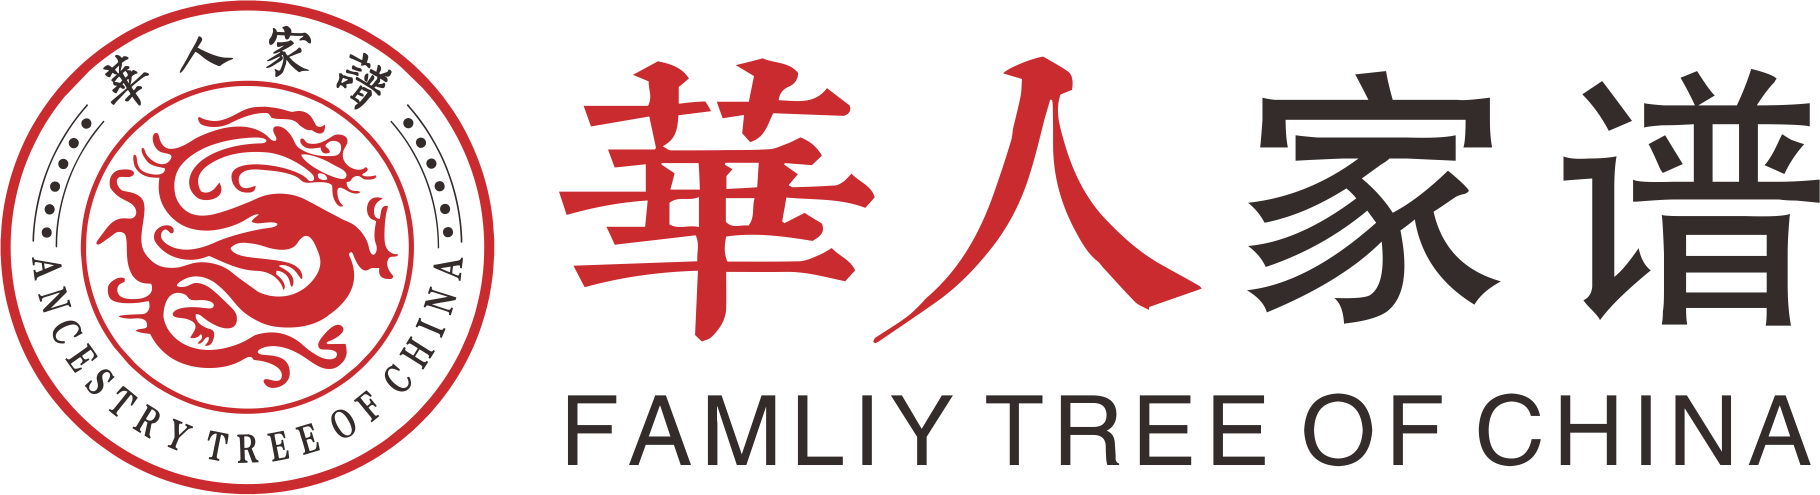 華人家譜
ANCESTRY TREE OF CHINA
華人家谱
FAMLIY TREE OF CHINA